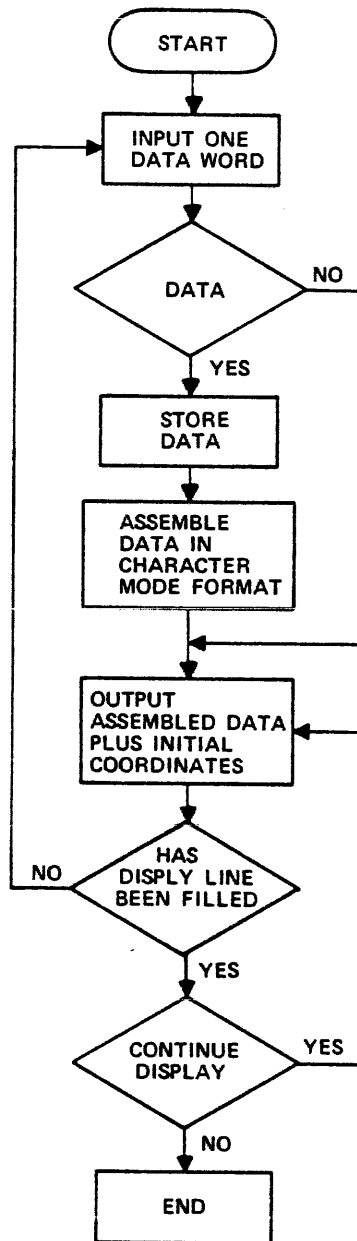 START
INPUT ONE
DATA WORD
DATA
NO
YES
STORE
DATA
ASSEMBLE
DATA IN
CHARACTER
MODE FORMAT
OUTPUT
ASSEMBLED DATA
PLUS INITIAL
COORDINATES
NO
HAS
DISPLY LINE
BEEN FILLED
YES
CONTINUE
DISPLAY
YES
NO
END